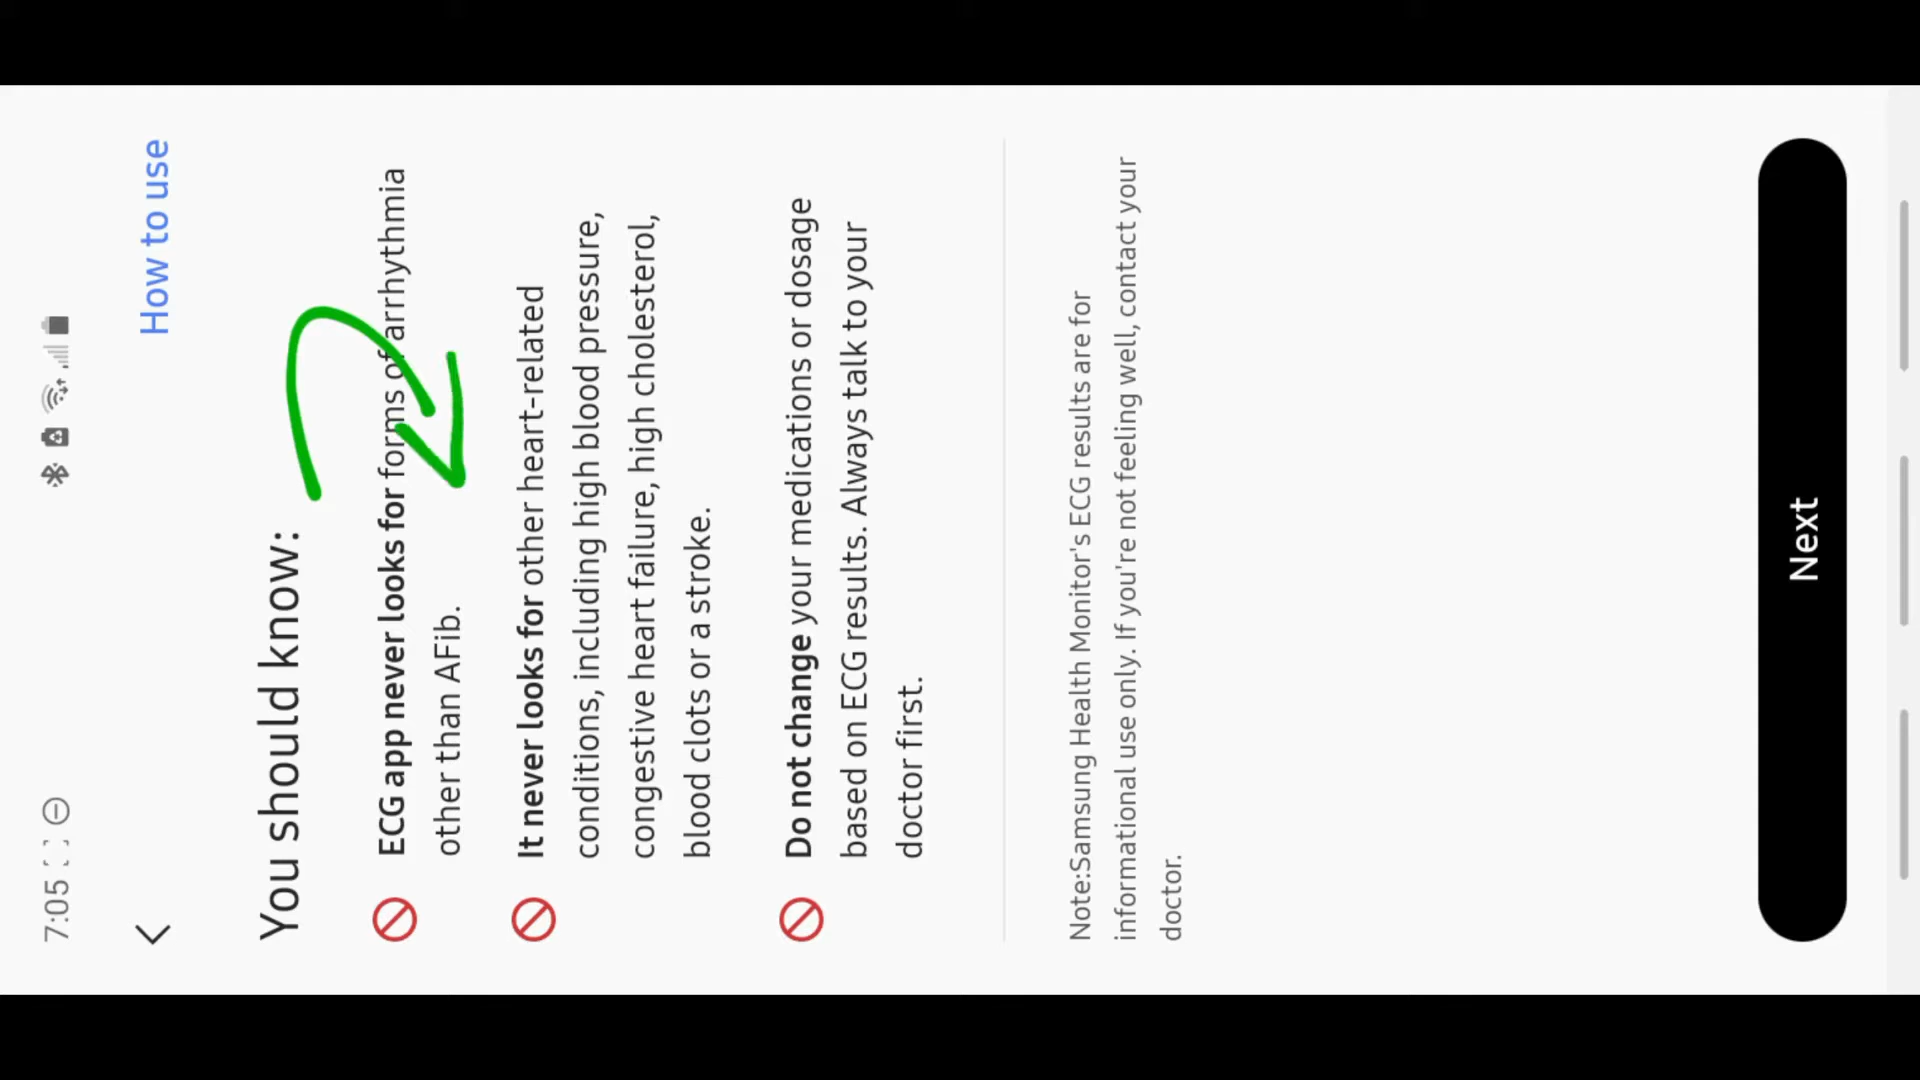 7:05
How to use
You should know:
ECG app never looks for forms of arrhythmia
other than AFib.
It never looks for other heart-related
conditions, including high blood pressure,
congestive heart failure, high cholesterol,
blood clots or a stroke.
Do not change your medications or dosage
based on ECG results. Always talk to your
doctor first.
Note:Samsung Health Monitor's ECG results are for
informational use only. If you're not feeling well, contact your
doctor.
Next